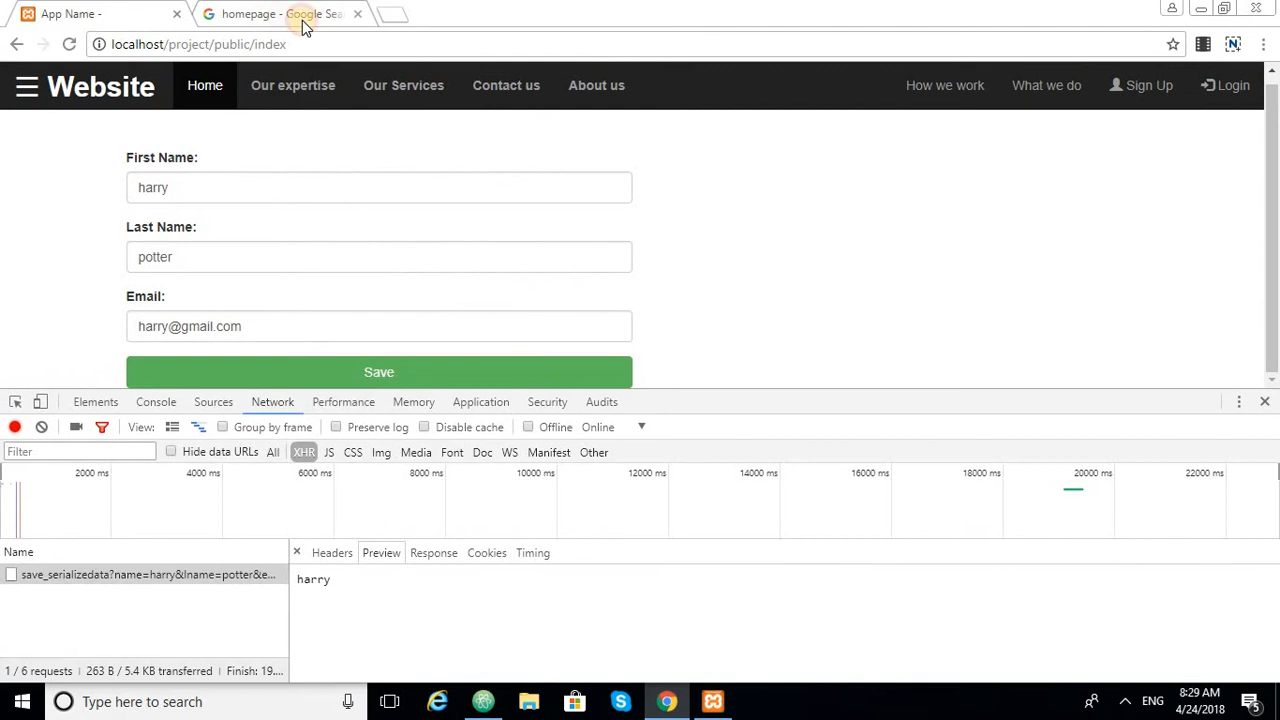 App Name -
homepage - Google Sea
localhost/project/public/index
Website Home Our expertise Our Services Contact us About us How we work What we do Sign Up Login
First Name:
harry
Last Name:
potter
Email:
harry@gmail.com
Save
Elements Console Sources Network Performance Memory Application Security Audits
View: Group by frame Preserve log Disable cache Offline Online
Filter Hide data URLs All XHR JS CSS Img Media Font Doc WS Manifest Other
2000 ms 4000 ms 6000 ms 8000 ms 10000 ms 12000 ms 14000 ms 16000 ms 18000 ms 20000 ms 22000 ms
Name Headers Preview Response Cookies Timing
save_serializedata?name=harry&lname=potter&e...
harry
1 / 6 requests 263 B / 5.4 KB transferred Finish: 19....
Type here to search
ENG
8:29 AM
4/24/2018
5